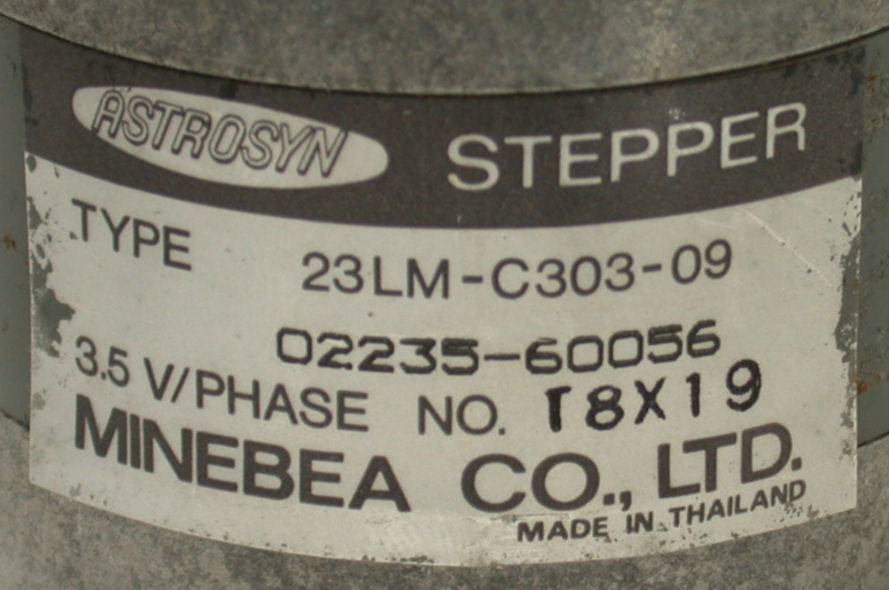 ASTROSYN STEPPER
TYPE 23LM-C303-09
02235-60056
3.5 V/PHASE NO. T8X19
MINEBEA CO., LTD.
MADE IN THAILAND